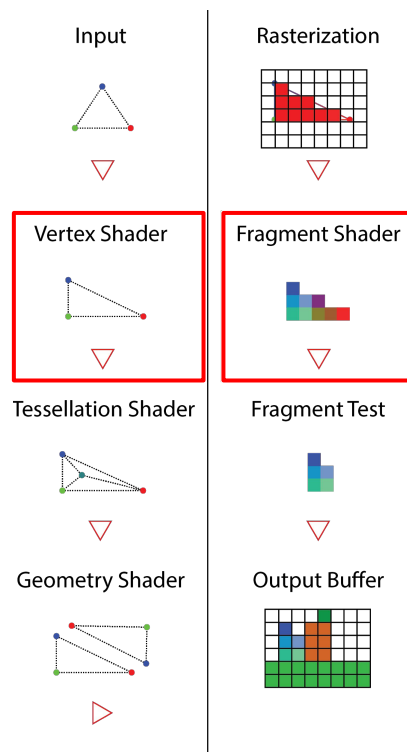 Input
Vertex Shader
Tessellation Shader
Geometry Shader
Rasterization
Fragment Shader
Fragment Test
Output Buffer